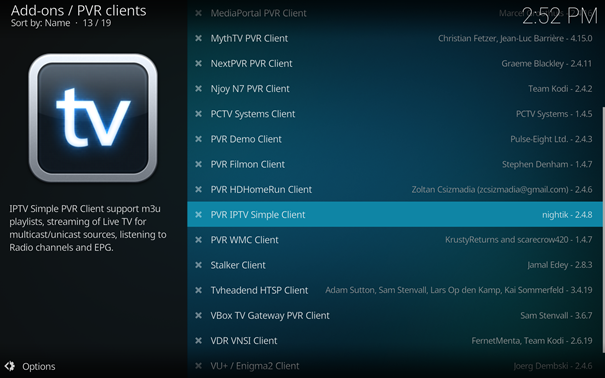 Add-ons / PVR clients
Sort by: Name · 13 / 19
2:52 PM
tv
IPTV Simple PVR Client support m3u
playlists, streaming of Live TV for
multicast/unicast sources, listening to
Radio channels and EPG.
MediaPortal PVR Client
MythTV PVR Client Christian Fetzer, Jean-Luc Barrière - 4.15.0
NextPVR PVR Client Graeme Blackley - 2.4.11
Njoy N7 PVR Client Team Kodi - 2.4.2
PCTV Systems Client PCTV Systems - 1.4.5
PVR Demo Client Pulse-Eight Ltd. - 2.4.3
PVR Filmon Client Stephen Denham - 1.4.7
PVR HDHomeRun Client Zoltan Csizmadia (zcsizmadia@gmail.com) - 2.4.6
PVR IPTV Simple Client nightik - 2.4.8
PVR WMC Client KrustyReturns and scarecrow420 - 1.4.7
Stalker Client Jamal Edey - 2.8.3
Tvheadend HTSP Client Adam Sutton, Sam Stenvall, Lars Op den Kamp, Kai Sommerfeld - 3.4.19
VBox TV Gateway PVR Client Sam Stenvall - 3.6.7
VDR VNSI Client FernetMenta, Team Kodi - 2.6.19
VU+ / Enigma2 Client Joerg Dembski - 2.4.6
Options